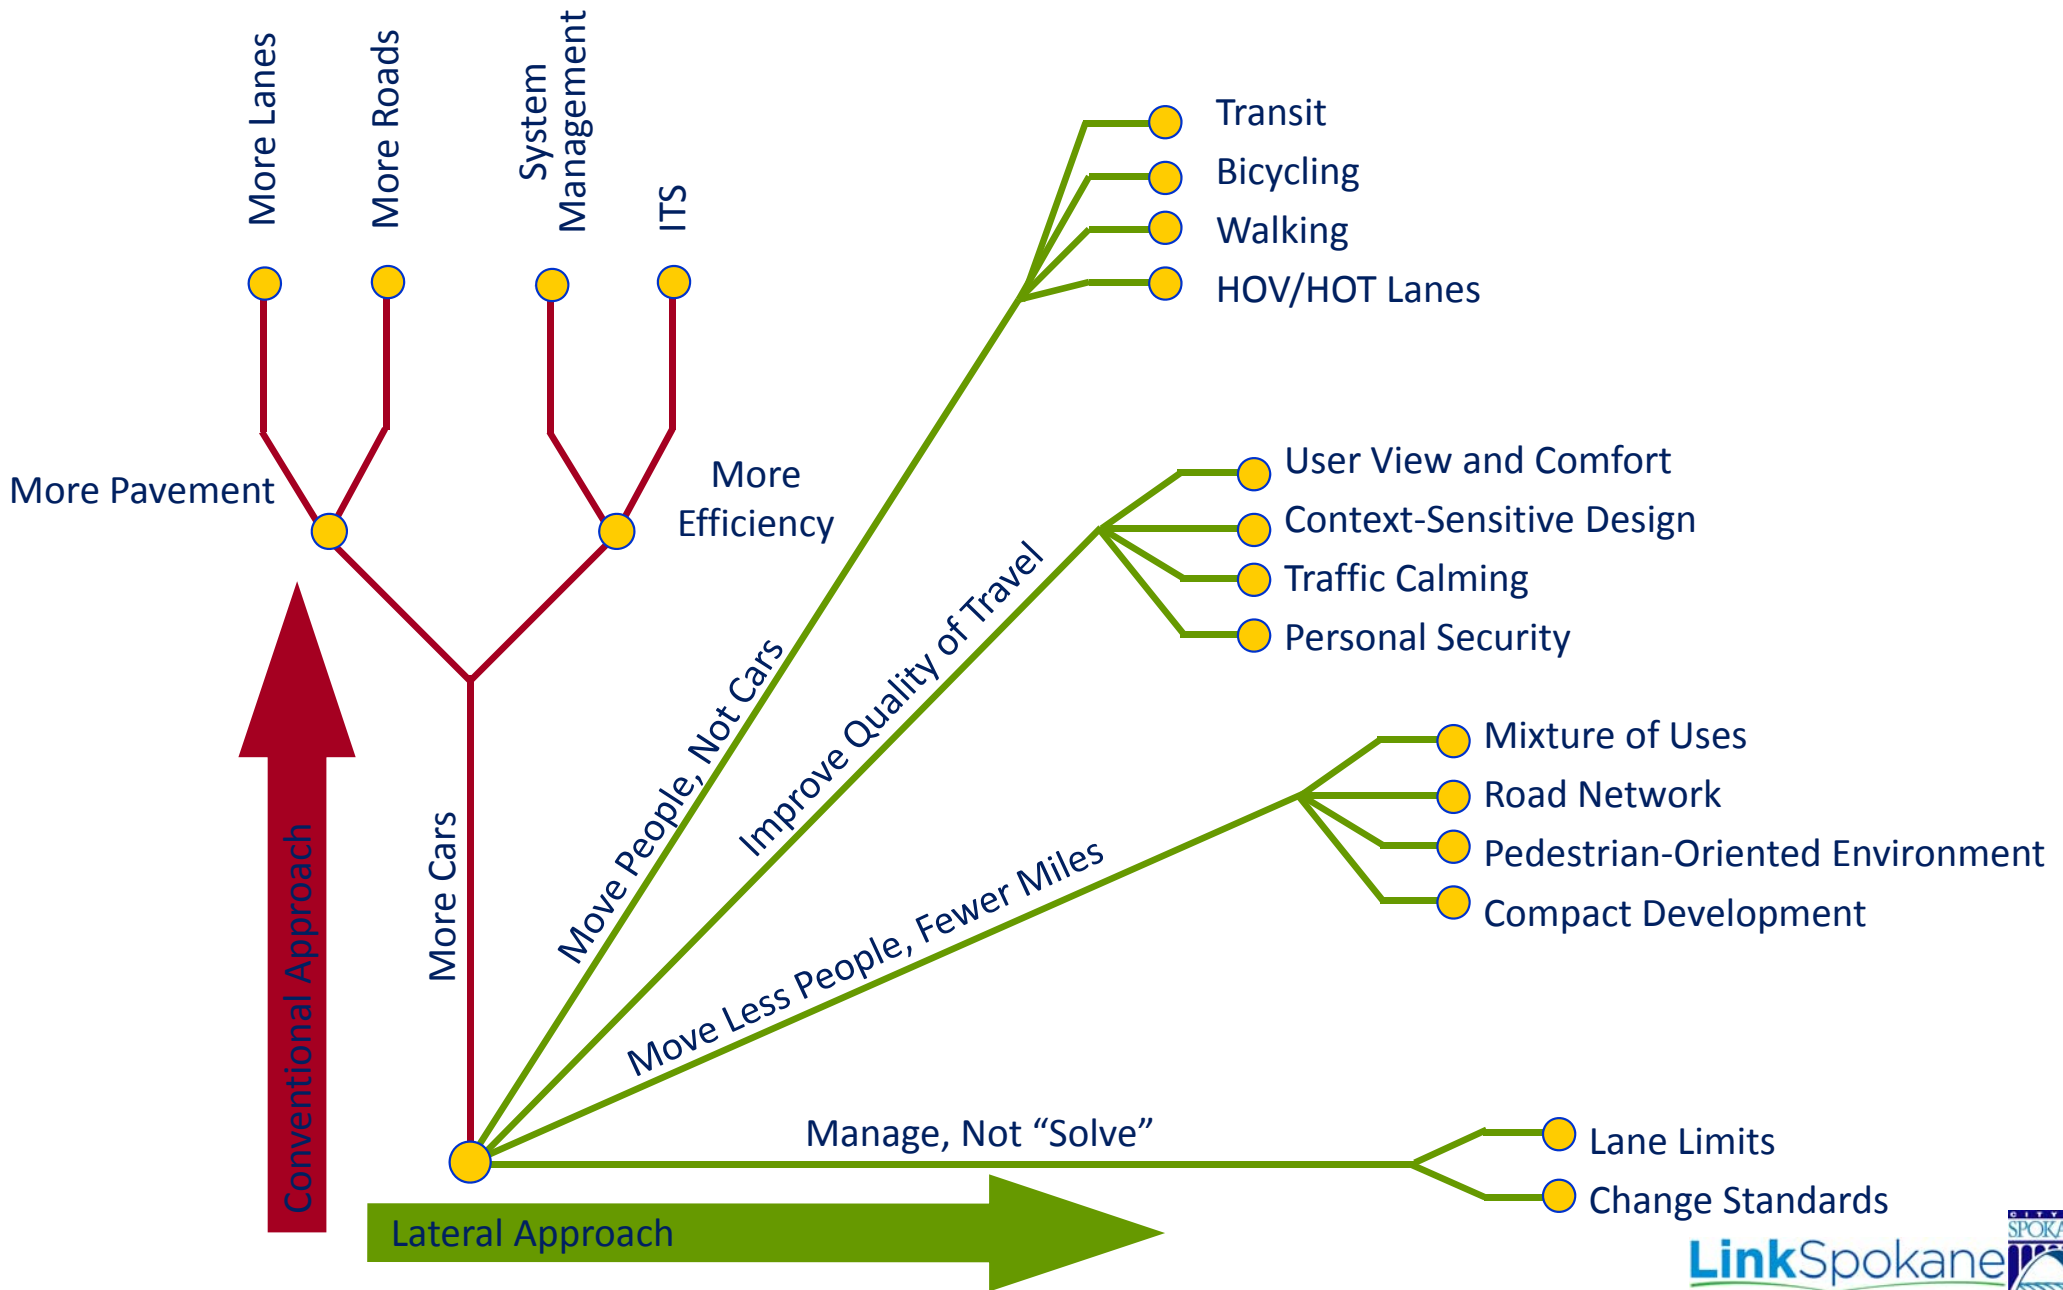 More Lanes
More Roads
System
Management
ITS
More Pavement
More
Efficiency
Conventional Approach
More Cars
Move People, Not Cars
Transit
Bicycling
Walking
HOV/HOT Lanes
Improve Quality of Travel
User View and Comfort
Context-Sensitive Design
Traffic Calming
Personal Security
Move Less People, Fewer Miles
Mixture of Uses
Road Network
Pedestrian-Oriented Environment
Compact Development
Manage, Not “Solve”
Lane Limits
Change Standards
Lateral Approach
LinkSpokane
CITY
SPOKA